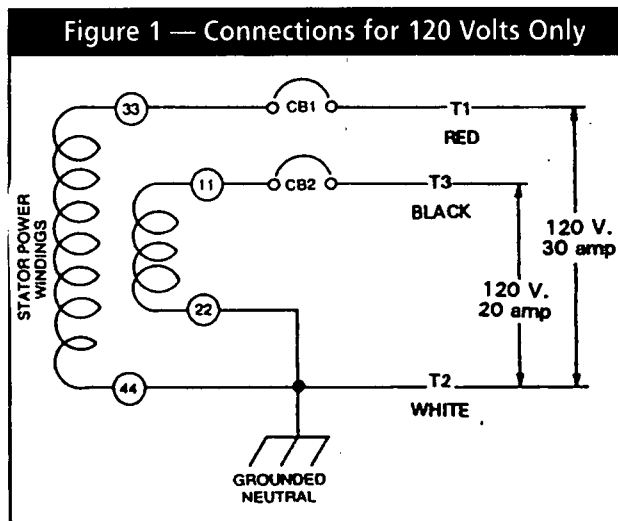 Figure 1 — Connections for 120 Volts Only
STATOR POWER
WINDINGS
33
CB1
T1
RED
11
CB2
T3
BLACK
120 V.
30 amp
120 V.
20 amp
22
44
T2
WHITE
GROUNDED
NEUTRAL